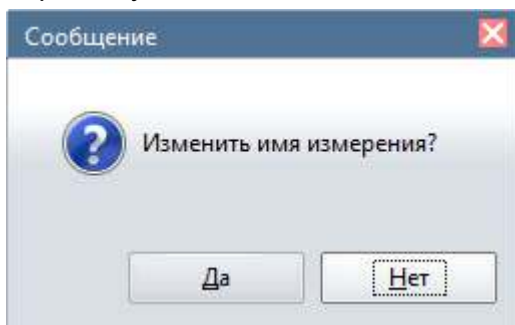 Сообщение
Изменить имя измерения?
Да
Нет